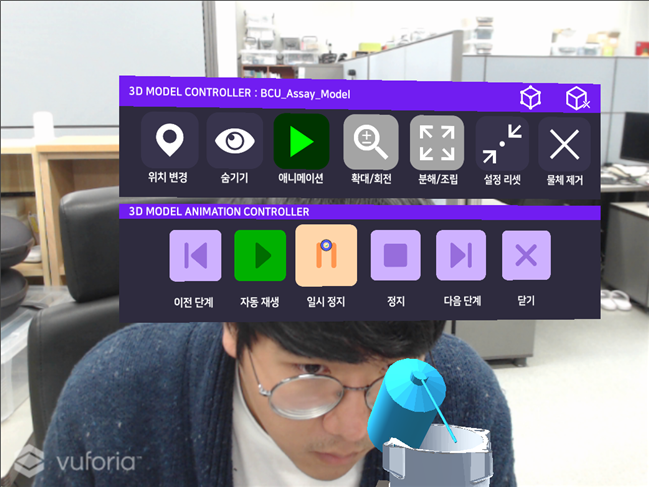 3D MODEL CONTROLLER : BCU_Assay_Model
위치 변경 숨기기 애니메이션 확대/회전 분해/조립 설정 리셋 물체 제거
3D MODEL ANIMATION CONTROLLER
이전 단계 자동 재생 일시 정지 정지 다음 단계 닫기
vuforia™